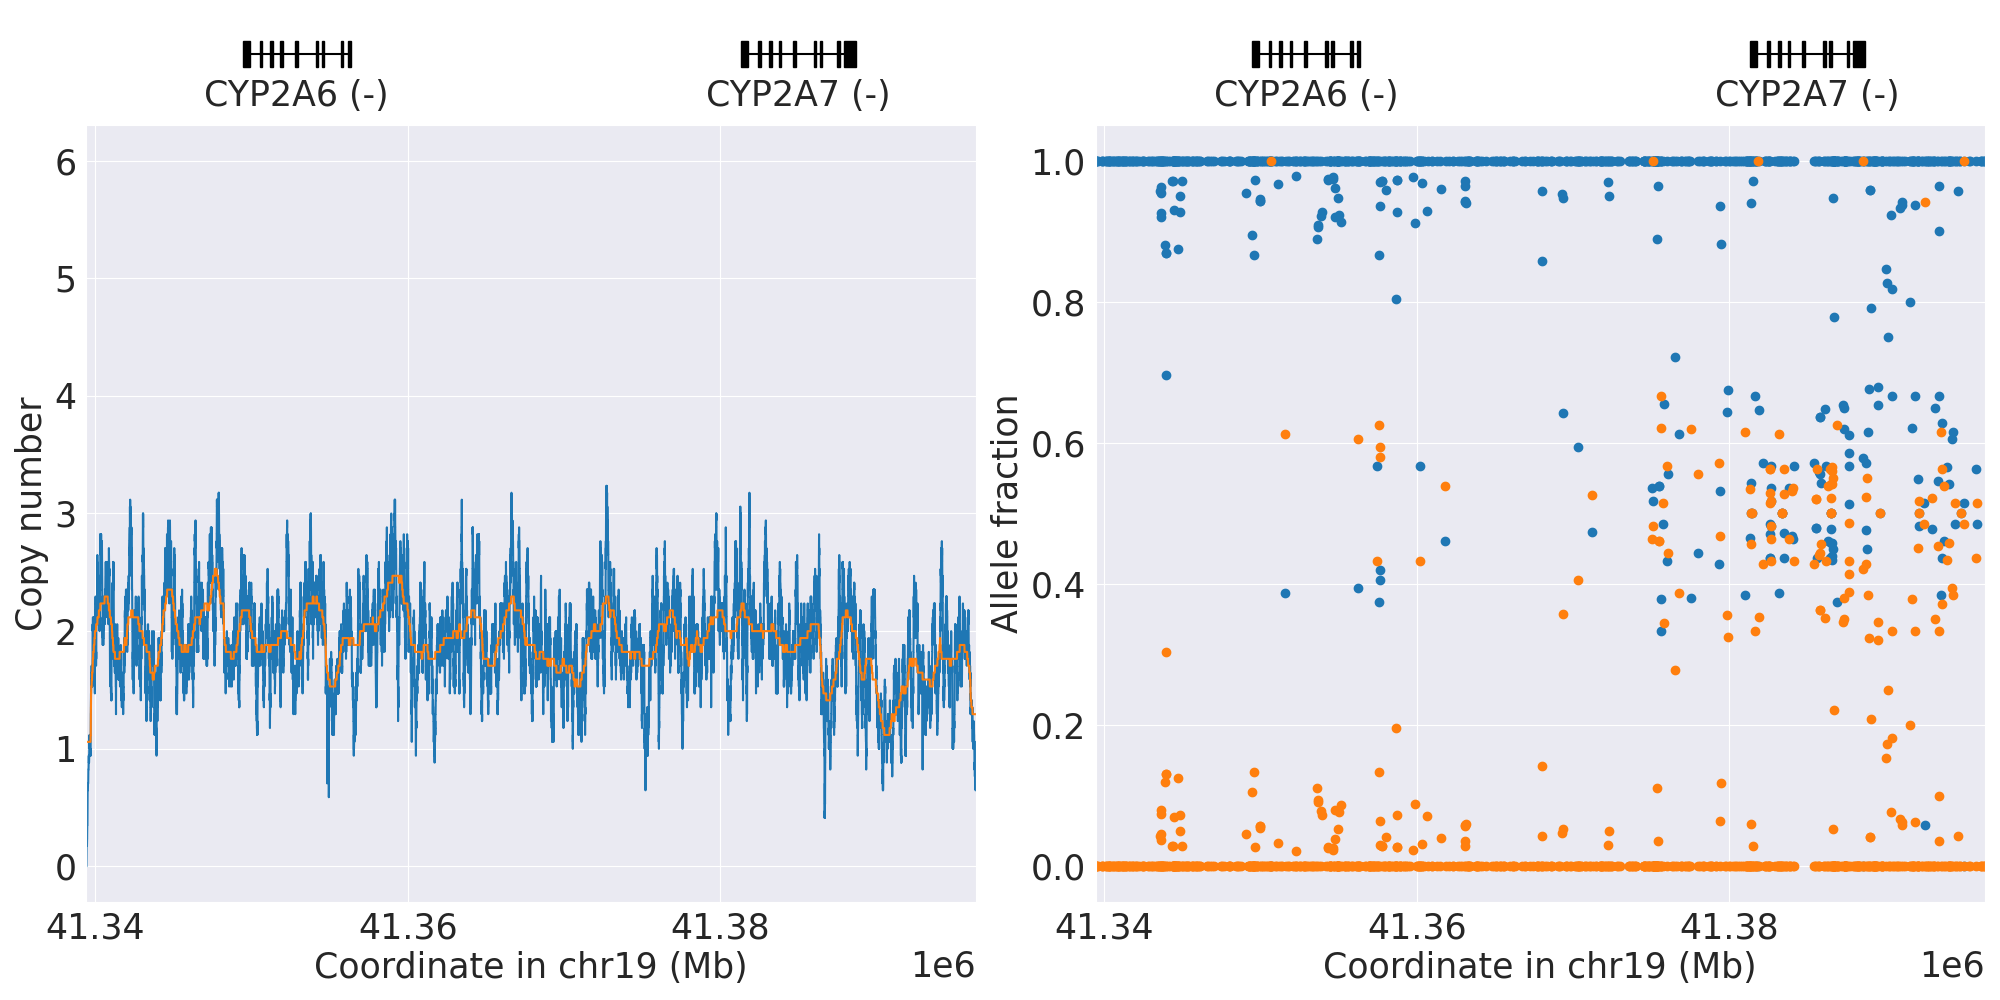 CYP2A6 (-) CYP2A7 (-)
CYP2A6 (-) CYP2A7 (-)
Copy number
6
5
4
3
2
1
0
41.34 41.36 41.38
Coordinate in chr19 (Mb) 1e6
Allele fraction
1.0
0.8
0.6
0.4
0.2
0.0
41.34 41.36 41.38
Coordinate in chr19 (Mb) 1e6